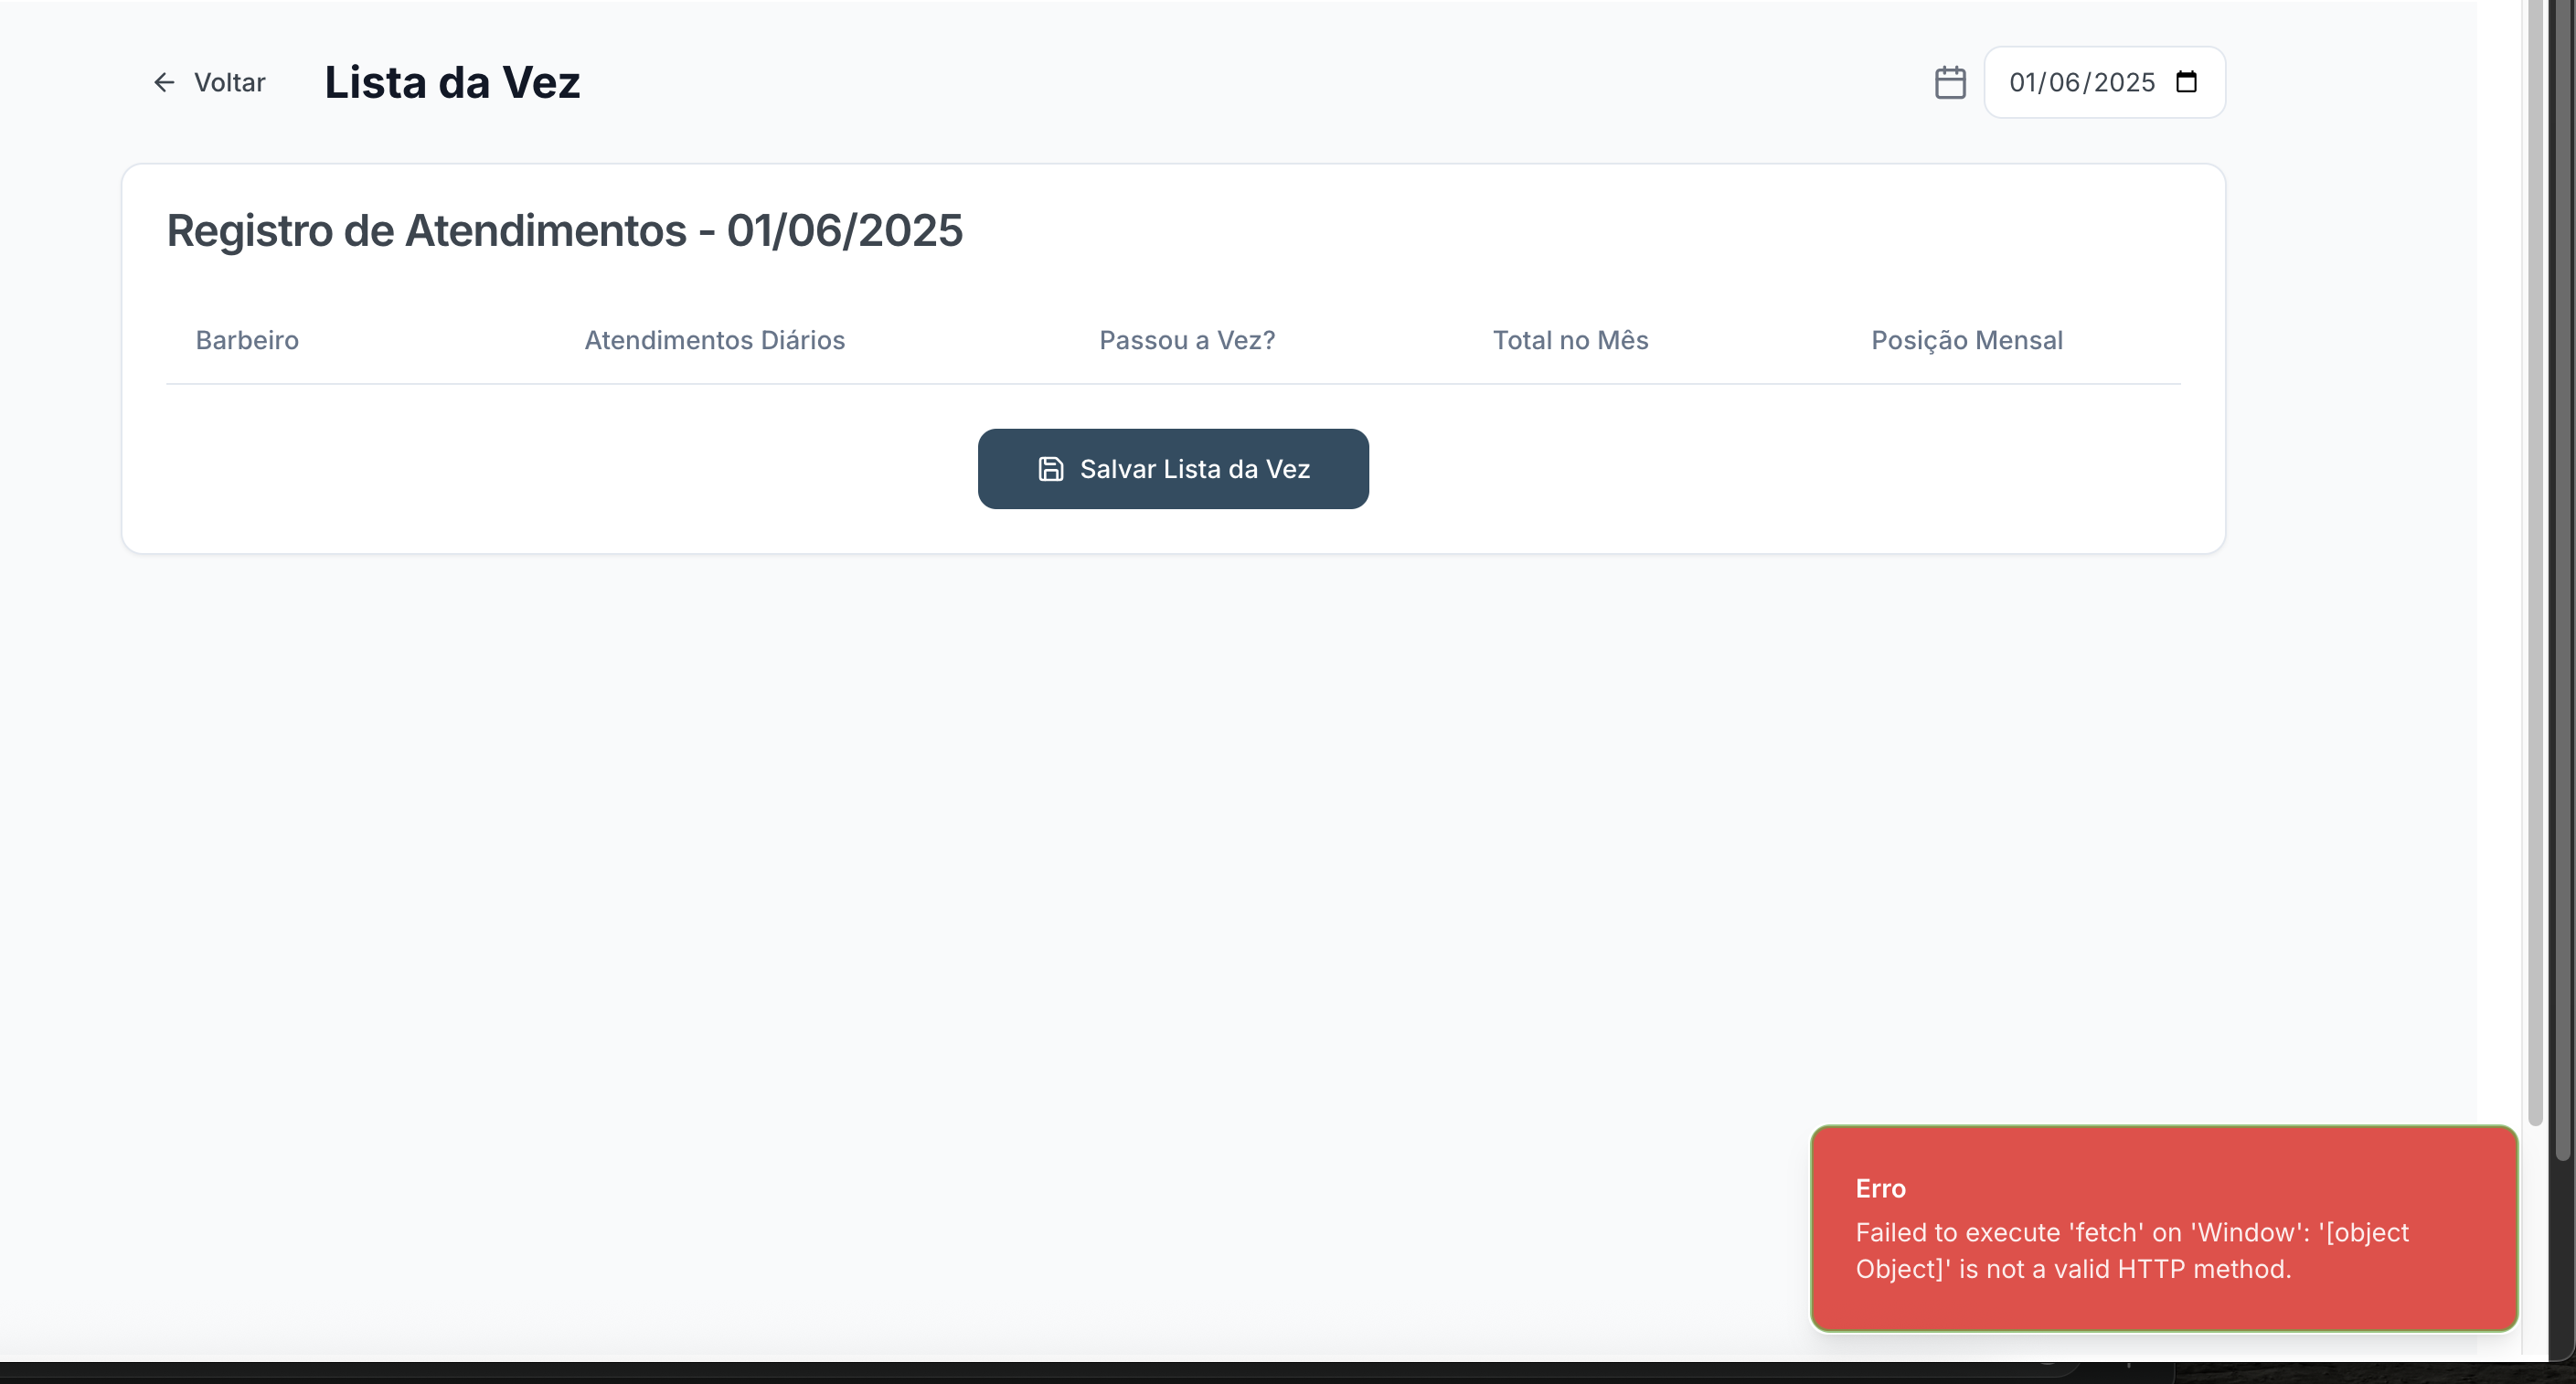 Voltar
Lista da Vez
01/06/2025
Registro de Atendimentos - 01/06/2025
Barbeiro
Atendimentos Diários
Passou a Vez?
Total no Mês
Posição Mensal
Salvar Lista da Vez
Erro
Failed to execute 'fetch' on 'Window': '[object
Object]' is not a valid HTTP method.